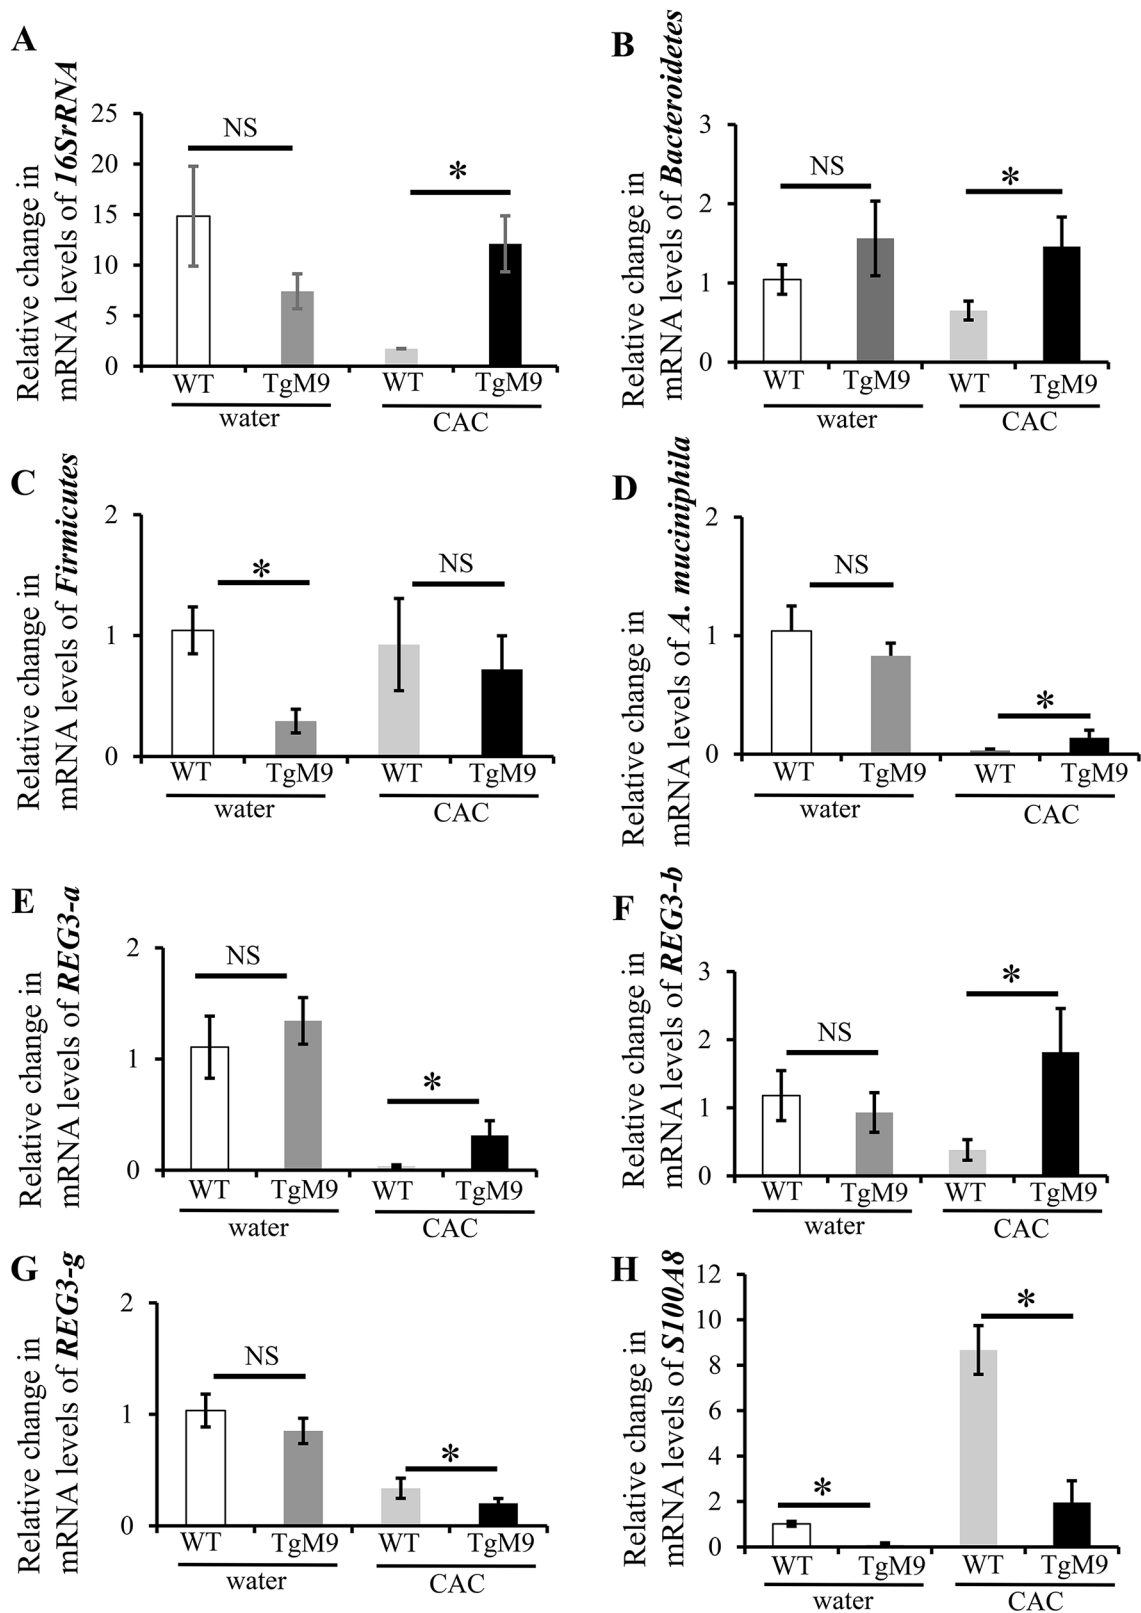 A
Relative change in
mRNA levels of 16SrRNA
25
20
15
10
5
0
NS
*
WT
TgM9
WT
TgM9
water
CAC
B
Relative change in
mRNA levels of Bacteroidetes
3
2
1
0
NS
*
WT
TgM9
WT
TgM9
water
CAC
C
Relative change in
mRNA levels of Firmicutes
2
1
0
*
NS
WT
TgM9
WT
TgM9
water
CAC
D
Relative change in
mRNA levels of A. muciniphila
2
1
0
NS
*
WT
TgM9
WT
TgM9
water
CAC
E
Relative change in
mRNA levels of REG3-a
2
1
0
NS
*
WT
TgM9
WT
TgM9
water
CAC
F
Relative change in
mRNA levels of REG3-b
3
2
1
0
NS
*
WT
TgM9
WT
TgM9
water
CAC
G
Relative change in
mRNA levels of REG3-g
2
1
0
NS
*
WT
TgM9
WT
TgM9
water
CAC
H
Relative change in
mRNA levels of S100A8
12
10
8
6
4
2
0
*
*
WT
TgM9
WT
TgM9
water
CAC